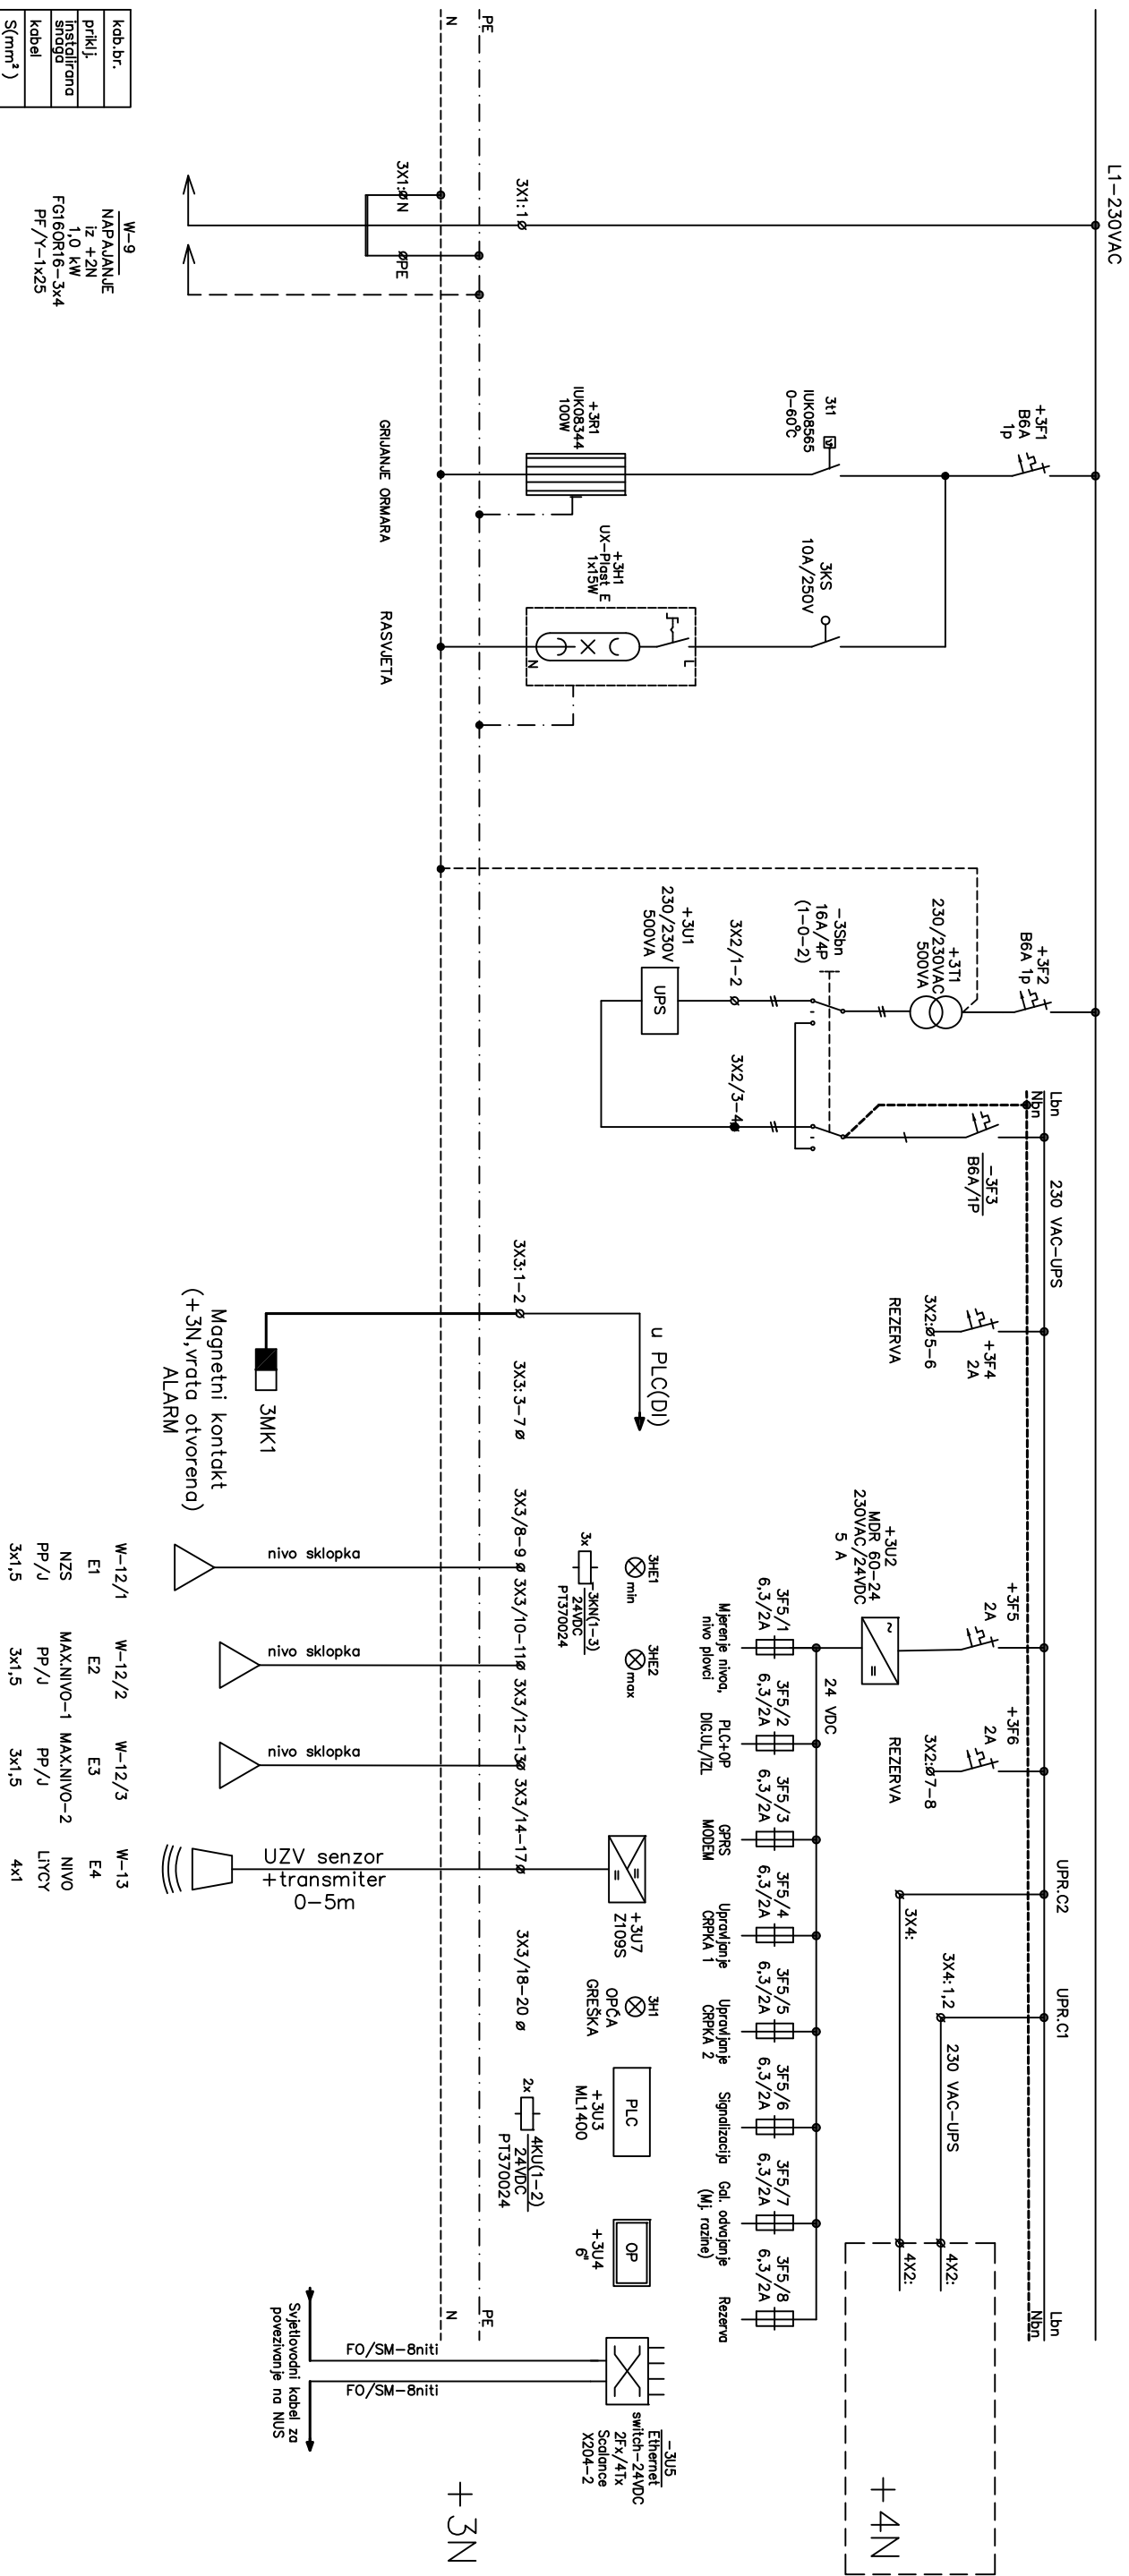 L1-230VAC
PE
N
kab.br.
priklj.
instalirana
snaga
kabel
S(mm²)
3X1:1
3X1:øN
øPE
W-9
NAPAJANJE
iz +2N
1,0 kW
FG16OR16-3x4
PF/Y-1x25
+3F1
B6A
1p
3t1
IUK08565
0-60°C
+3R1
IUK08344
100W
GRIJANJE ORMARA
3KS
10A/250V
+3H1
UX-Plast E
1x15W
L
N
RASVJETA
+3F2
B6A 1p
+3T1
230/230VAC
500VA
-3Sbn
16A/4P
(1-0-2)
3X2/1-2
+3U1
230/230V
500VA
UPS
3X2/3-4
Lbn
Nbn
-3F3
B6A/1P
230 VAC-UPS
+3F4
2A
3X2:ø5-6
REZERVA
3X3:1-2
u PLC(DI)
3X3:3-7
3MK1
Magnetni kontakt
(+3N,vrata otvorena)
ALARM
+3F5
2A
+3U2
MDR 60-24
230VAC/24VDC
5 A
~
=
24 VDC
+3F6
2A
3X2:ø7-8
REZERVA
3F5/1
6,3/2A
Mjerenje nivoa,
nivo plovci
3F5/2
6,3/2A
PLC+OP
DIG.UL/IZL
3F5/3
6,3/2A
GPRS
MODEM
3F5/4
6,3/2A
Upravljanje
CRPKA 1
3F5/5
6,3/2A
Upravljanje
CRPKA 2
3F5/6
6,3/2A
Signalizacija
3F5/7
6,3/2A
Gal. odvajanje
(Mj. razine)
3F5/8
6,3/2A
Rezerva
UPR.C2
3X4:
UPR.C1
3X4:1,2
230 VAC-UPS
4X2:
4X2:
Lbn
Nbn
+4N
3HE1
min
3HE2
max
3x
-3KN(1-3)
24VDC
PT370024
3X3/8-9
3X3/10-11
3X3/12-13
3X3/14-17
3X3/18-20
nivo sklopka
nivo sklopka
nivo sklopka
UZV senzor
+transmiter
0-5m
=
=
+3U7
Z109S
3H1
OPĆA
GREŠKA
PLC
+3U3
ML1400
2x
4KU(1-2)
24VDC
PT370024
OP
+3U4
6"
-3U5
Ethernet
switch-24VDC
2Fx/4Tx
Scalance
X204-2
PE
N
FO/SM-8niti
FO/SM-8niti
Svjetlovodni kabel za
povezivanje na NUS
+3N
W-12/1
E1
NZS
PP/J
3x1,5
W-12/2
E2
MAX.NIVO-1
PP/J
3x1,5
W-12/3
E3
MAX.NIVO-2
PP/J
3x1,5
W-13
E4
NIVO
LiYCY
4x1